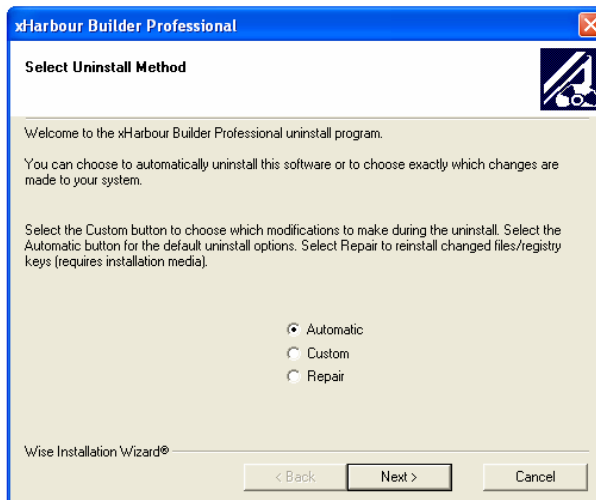 xHarbour Builder Professional
Select Uninstall Method
Welcome to the xHarbour Builder Professional uninstall program.
You can choose to automatically uninstall this software or to choose exactly which changes are
made to your system.
Select the Custom button to choose which modifications to make during the uninstall. Select the
Automatic button for the default uninstall options. Select Repair to reinstall changed files/registry
keys (requires installation media).
Automatic
Custom
Repair
Wise Installation Wizard®
< Back Next > Cancel